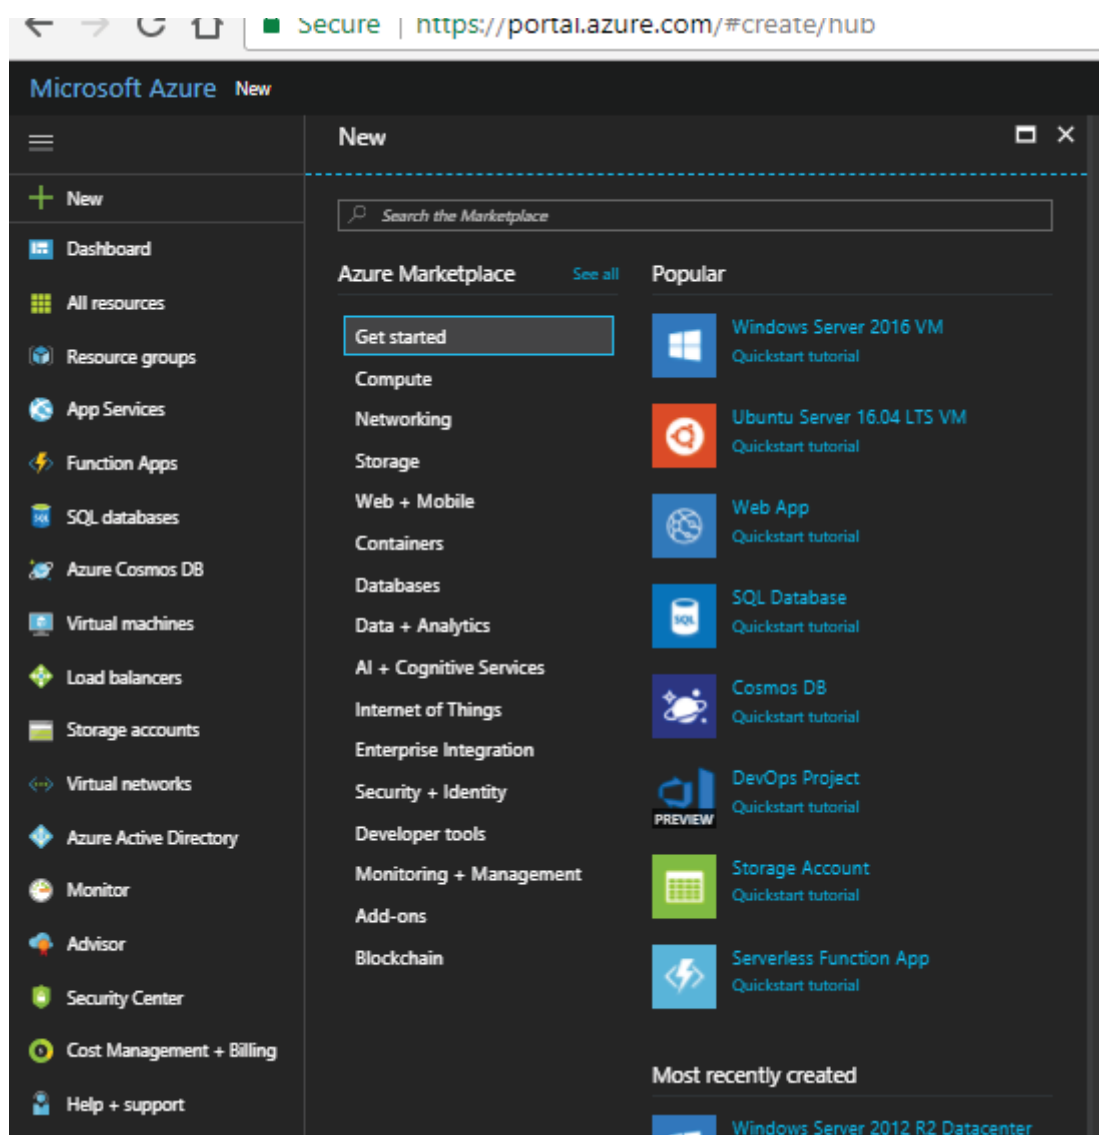 Secure | https://portal.azure.com/#create/hub
Microsoft Azure New
New
Search the Marketplace
New
Dashboard
All resources
Resource groups
App Services
Function Apps
SQL databases
Azure Cosmos DB
Virtual machines
Load balancers
Storage accounts
Virtual networks
Azure Active Directory
Monitor
Advisor
Security Center
Cost Management + Billing
Help + support
Azure Marketplace See all
Get started
Compute
Networking
Storage
Web + Mobile
Containers
Databases
Data + Analytics
AI + Cognitive Services
Internet of Things
Enterprise Integration
Security + Identity
Developer tools
Monitoring + Management
Add-ons
Blockchain
Popular
Windows Server 2016 VM
Quickstart tutorial
Ubuntu Server 16.04 LTS VM
Quickstart tutorial
Web App
Quickstart tutorial
SQL
SQL Database
Quickstart tutorial
Cosmos DB
Quickstart tutorial
PREVIEW
DevOps Project
Quickstart tutorial
Storage Account
Quickstart tutorial
Serverless Function App
Quickstart tutorial
Most recently created
Windows Server 2012 R2 Datacenter